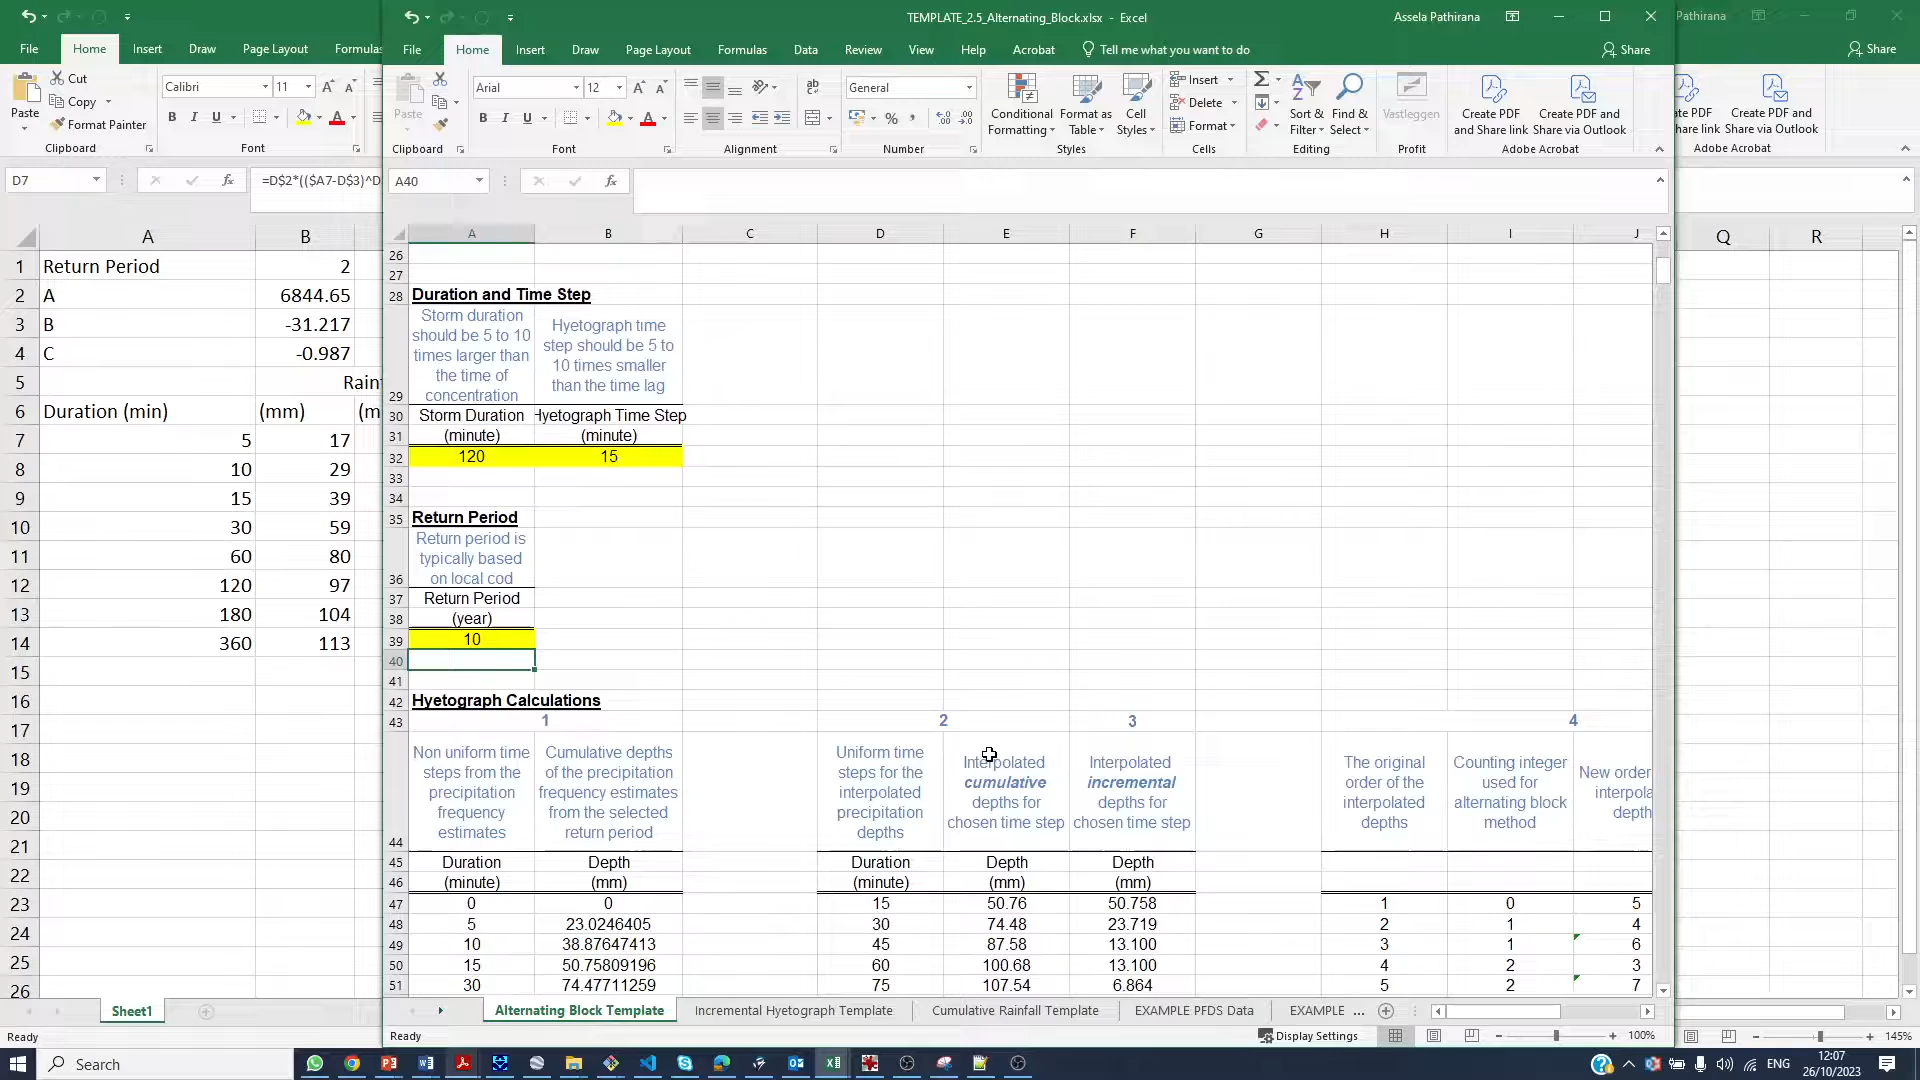 TEMPLATE_2.5_Alternating_Block.xlsx - Excel
Assela Pathirana
Pathirana
File Home Insert Draw Page Layout Formulas
File Home Insert Draw Page Layout Formulas Data Review View Help Acrobat Tell me what you want to do Share
Share
Cut
Copy
Format Painter
Paste
Clipboard
Calibri 11
B I U
Font
Paste
Clipboard
Arial 12
B I U
Font
ab
Alignment
General
%
Number
Conditional Formatting
Format as Table
Cell Styles
Styles
Insert
Delete
Format
Cells
Sort & Filter
Find & Select
Editing
Vastleggen
Profit
Create PDF and Share link
Create PDF and Share via Outlook
Adobe Acrobat
Create PDF and Share via Outlook
Adobe Acrobat
D7 fx =D$2*(($A7-D$3)^D
A40 fx
A B
1 Return Period 2
2 A 6844.65
3 B -31.217
4 C -0.987
5 Rain
6 Duration (min) (mm) (m
7 5 17
8 10 29
9 15 39
10 30 59
11 60 80
12 120 97
13 180 104
14 360 113
15
16
17
18
19
20
21
22
23
24
25
26
A B C D E F G H I J
Q R
26
27
28 Duration and Time Step
29 Storm duration should be 5 to 10 times larger than the time of concentration
Hyetograph time step should be 5 to 10 times smaller than the time lag
30 Storm Duration Hyetograph Time Step
31 (minute) (minute)
32 120 15
33
34
35 Return Period
36 Return period is typically based on local cod
37 Return Period
38 (year)
39 10
40
41
42 Hyetograph Calculations
43 1 2 3 4
44 Non uniform time steps from the precipitation frequency estimates
Cumulative depths of the precipitation frequency estimates from the selected return period
Uniform time steps for the interpolated precipitation depths
Interpolated cumulative depths for chosen time step
Interpolated incremental depths for chosen time step
The original order of the interpolated depths
Counting integer used for alternating block method
New order interpola depth
45 Duration Depth Duration Depth Depth
46 (minute) (mm) (minute) (mm) (mm)
47 0 0 15 50.76 50.758 1 0 5
48 5 23.0246405 30 74.48 23.719 2 1 4
49 10 38.87647413 45 87.58 13.100 3 1 6
50 15 50.75809196 60 100.68 13.100 4 2 3
51 30 74.47711259 75 107.54 6.864 5 2 7
Sheet1
Alternating Block Template Incremental Hyetograph Template Cumulative Rainfall Template EXAMPLE PFDS Data EXAMPLE ...
Ready
Ready Display Settings 100%
145%
Search
ENG
12:07
26/10/2023